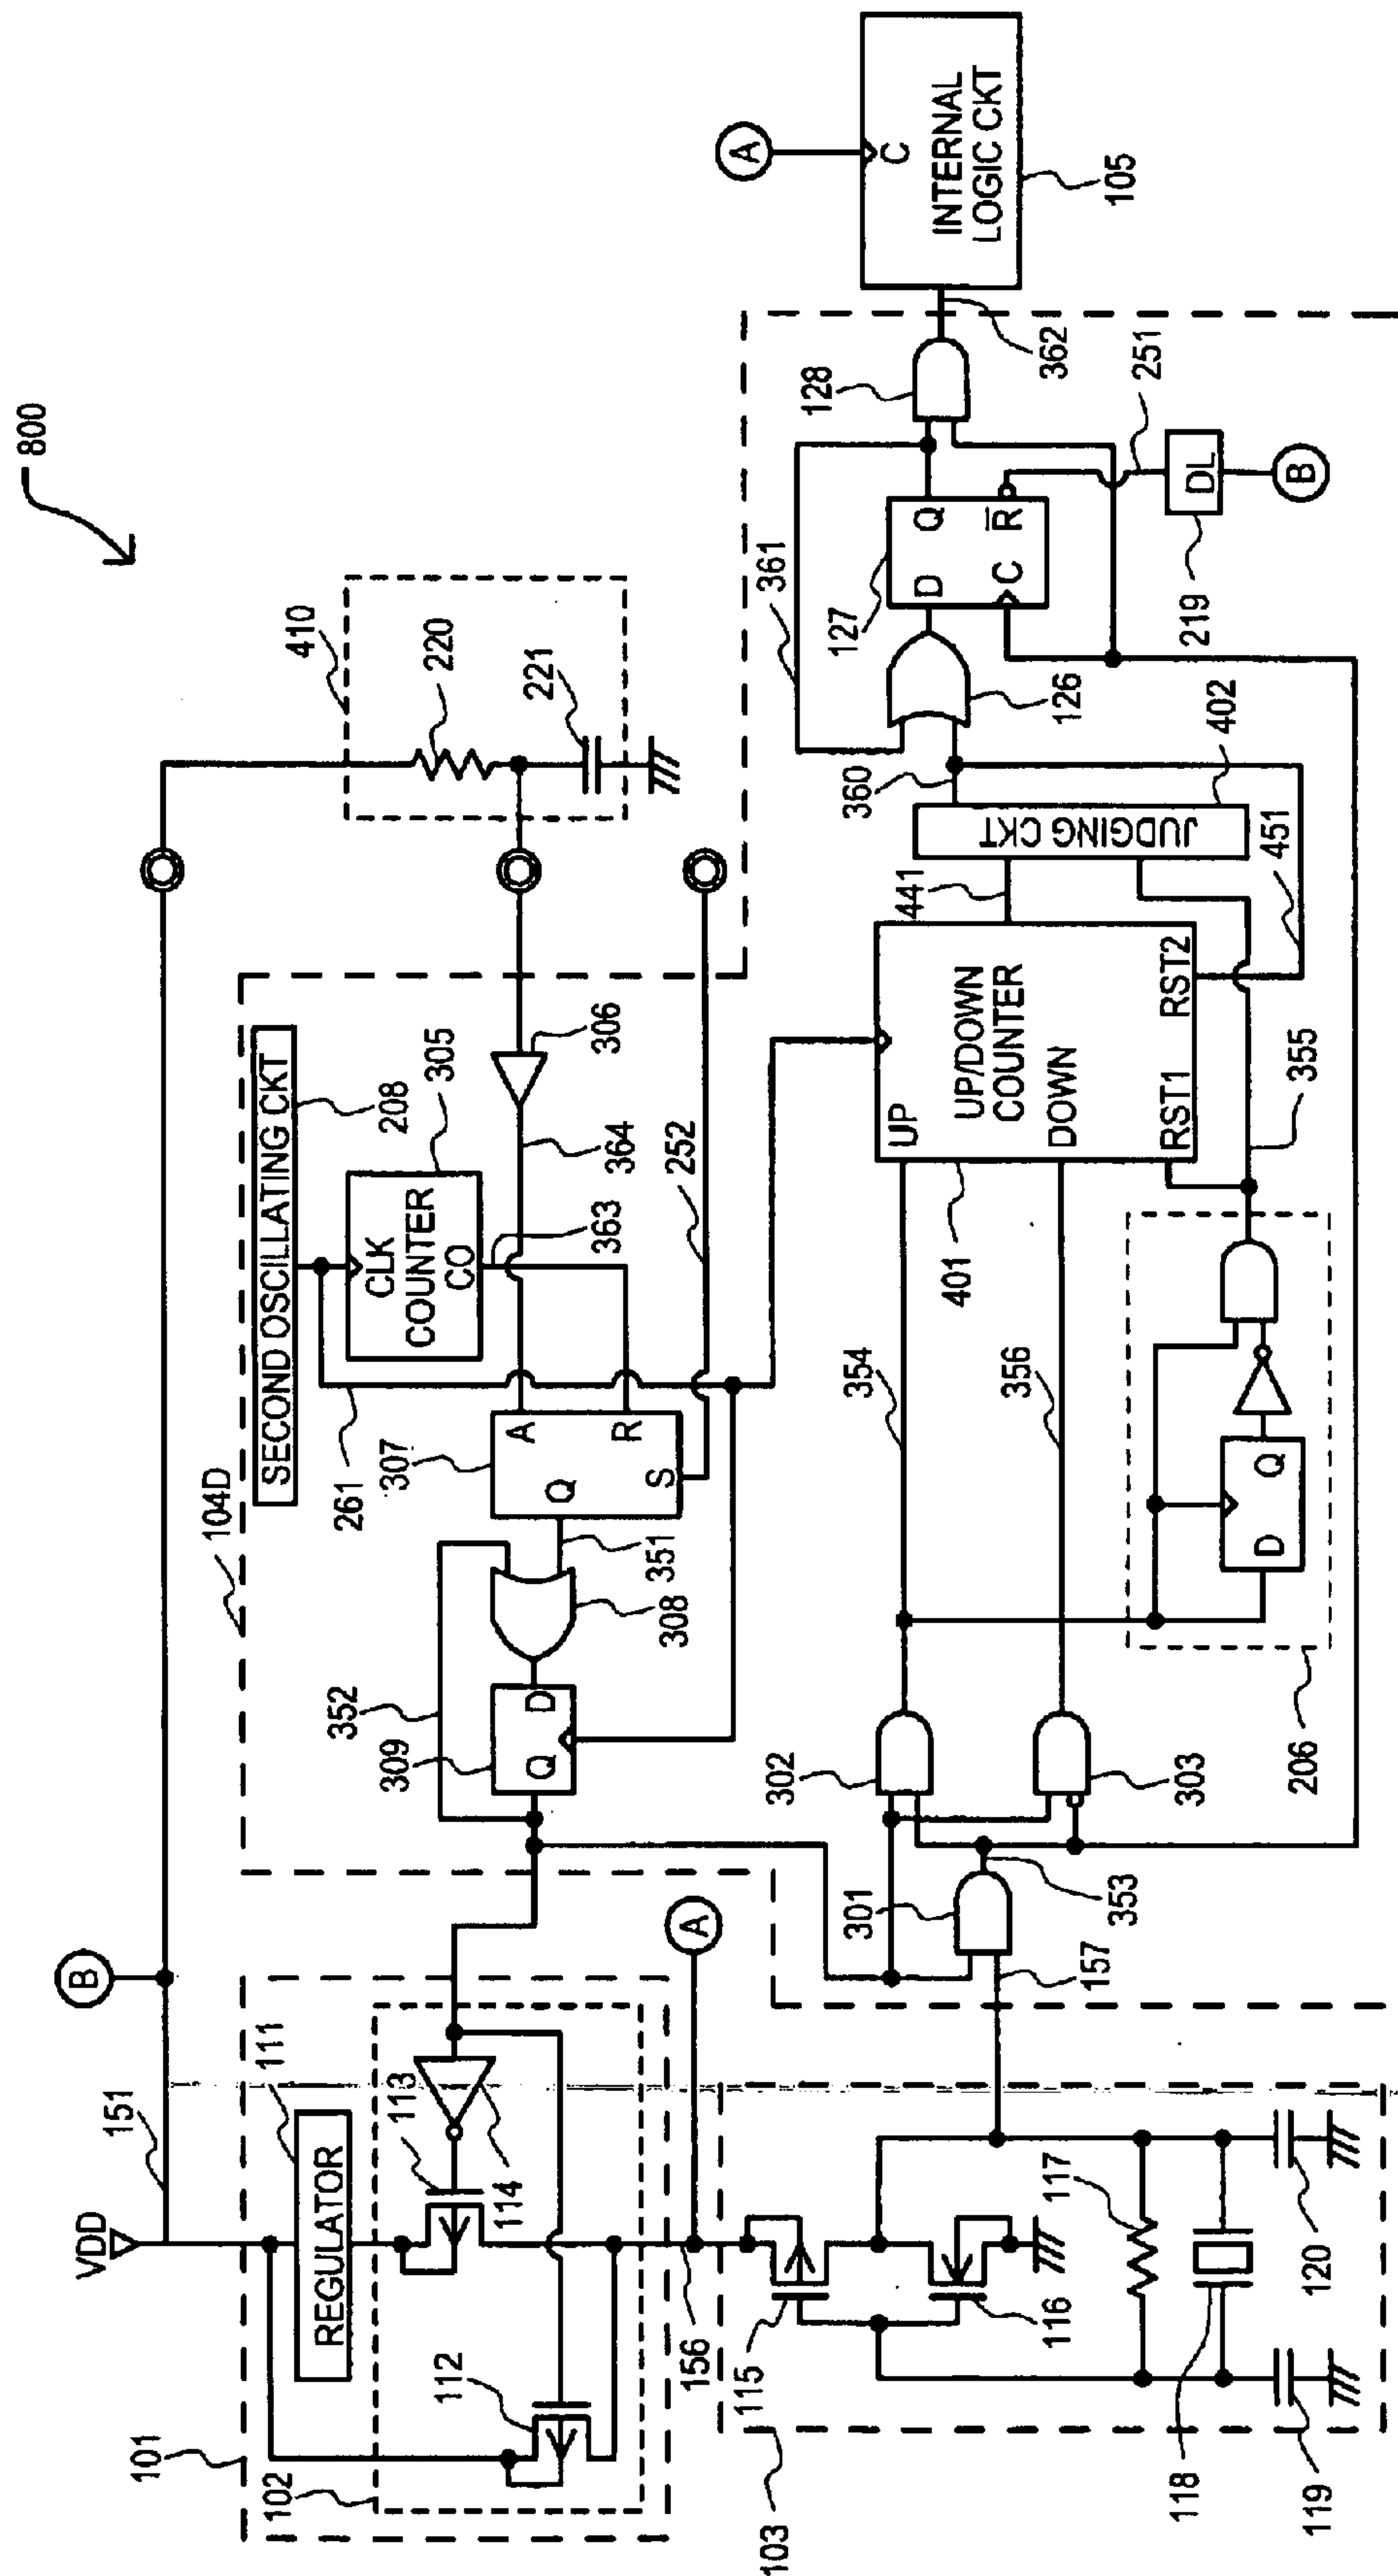 800
B
VDD
151
101
102
REGULATOR
111
112
113
114
156
A
103
115
116
117
118
119
120
157
104D
SECOND OSCILLATING CKT
208
261
CLK
COUNTER
CO
305
306
364
363
307
A
R
Q
S
252
351
308
352
309
Q
D
410
220
221
301
353
302
303
354
356
206
D
Q
355
401
UP
UP/DOWN
COUNTER
DOWN
RST1
RST2
441
451
JUDGING CKT
402
360
361
126
127
D
Q
C
R
128
362
251
219
DL
B
A
C
INTERNAL
LOGIC CKT
105